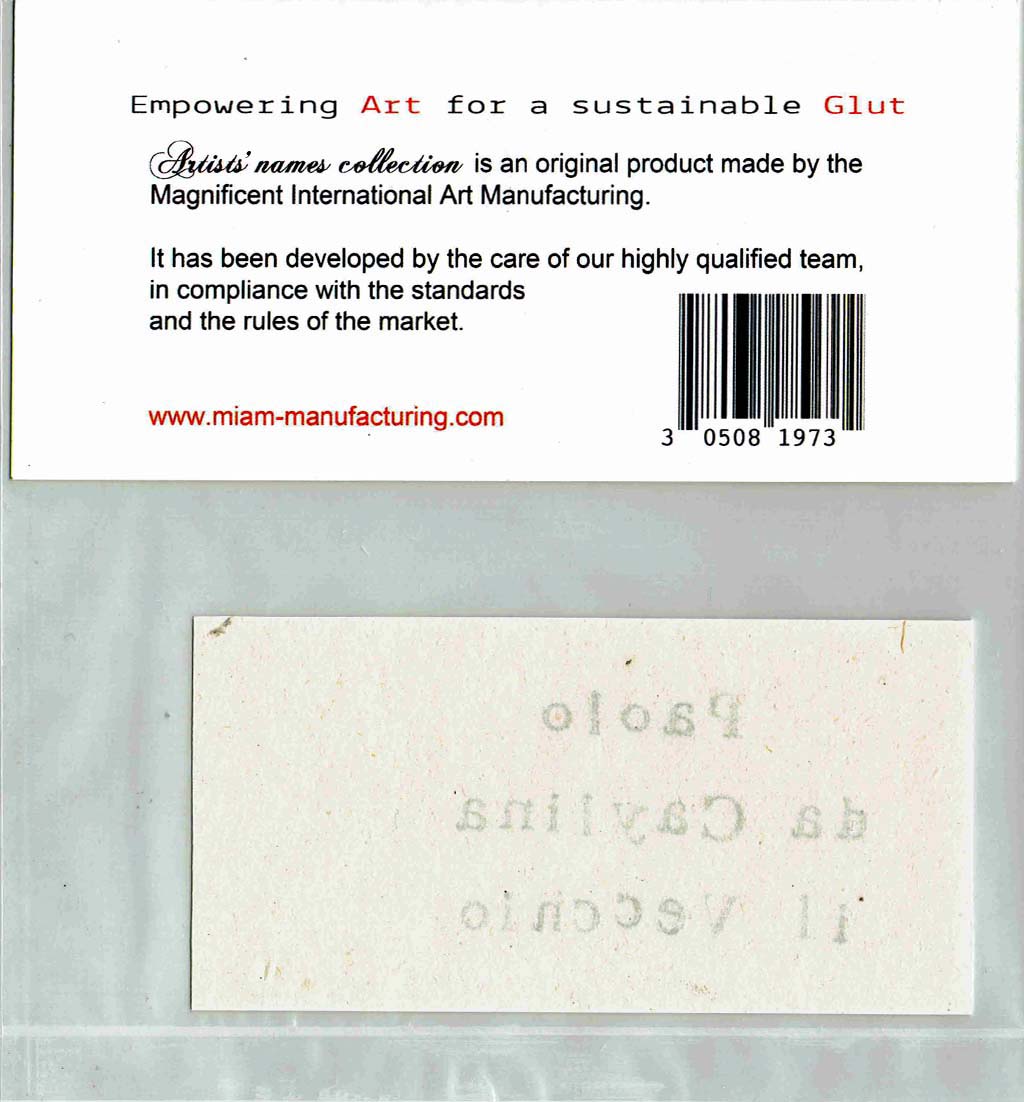 Empowering Art for a sustainable Glut
Artists' names collection is an original product made by the
Magnificent International Art Manufacturing.
It has been developed by the care of our highly qualified team,
in compliance with the standards
and the rules of the market.
www.miam-manufacturing.com
3 0508 1973
Paolo
da Caylina
il Vecchio